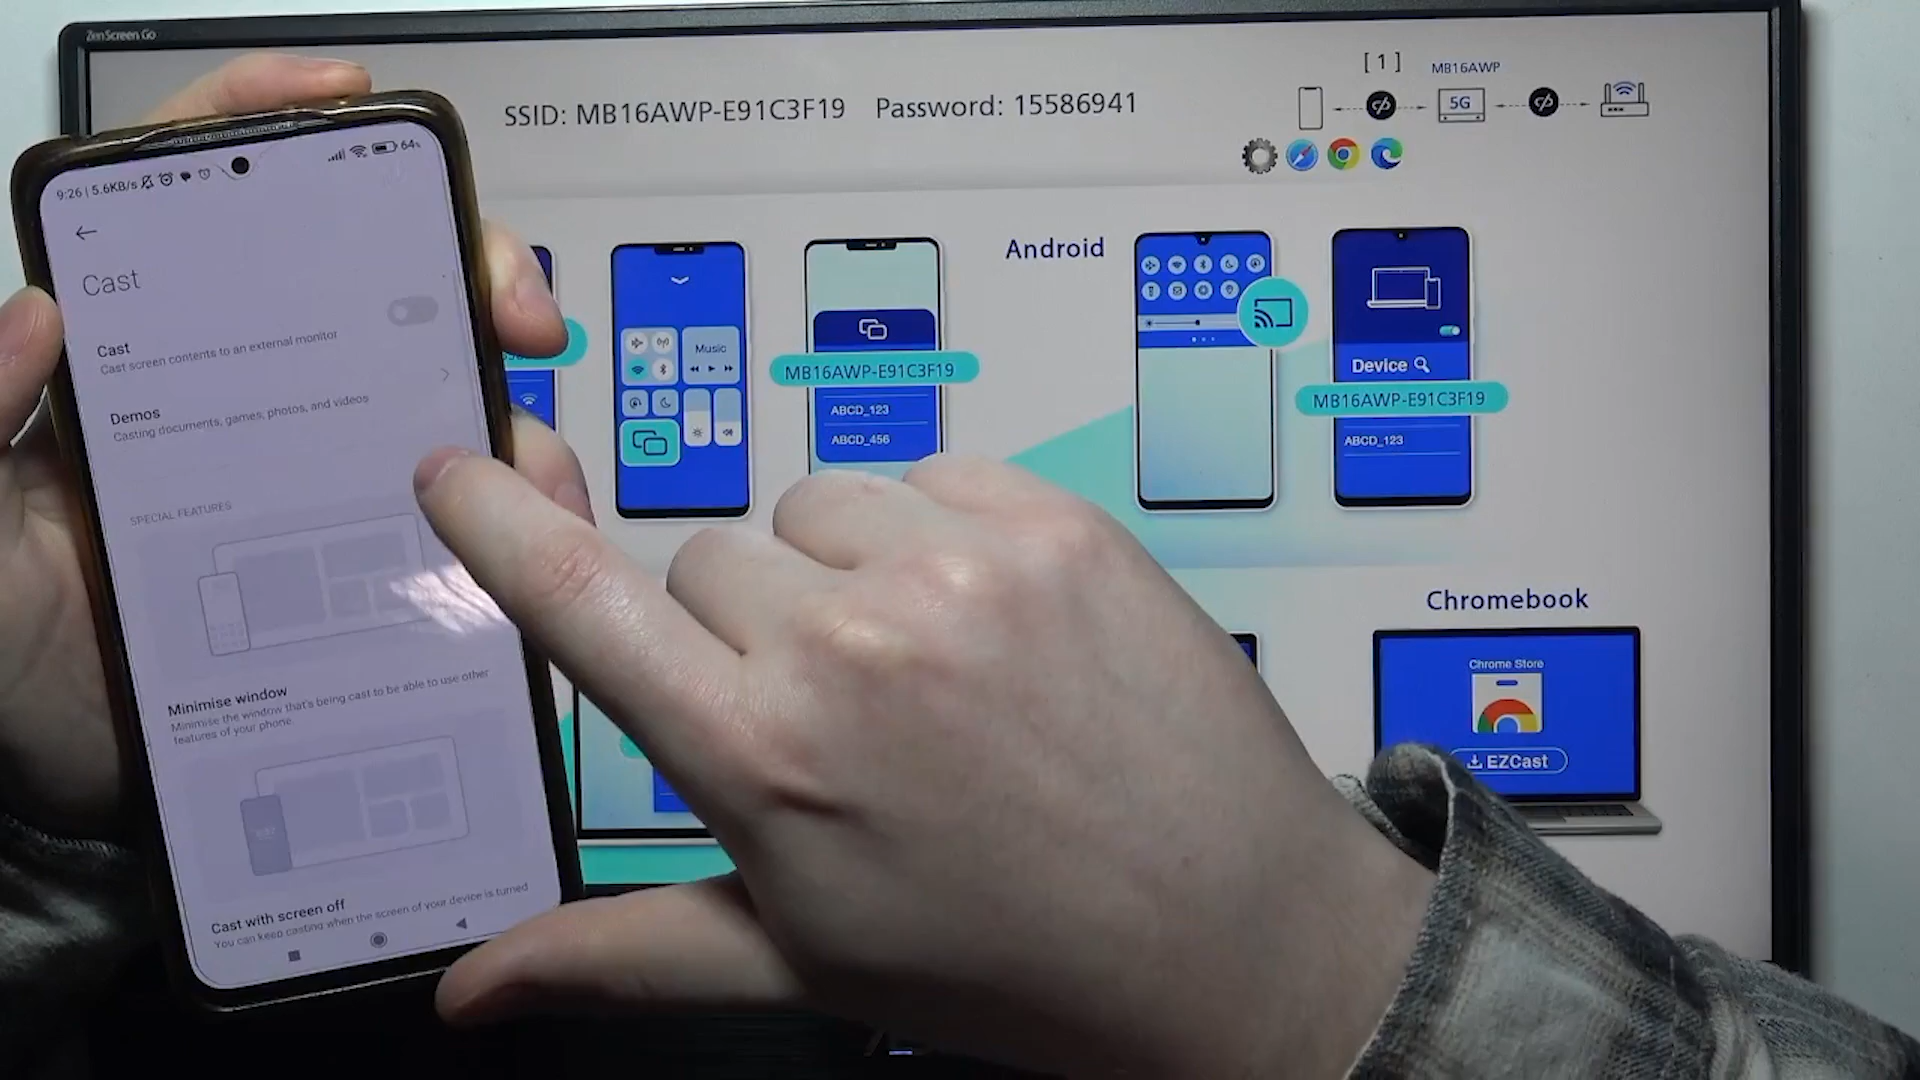 ZenScreen Go
SSID: MB16AWP-E91C3F19 Password: 15586941
[ 1 ]
MB16AWP
5G
9:26 | 5.6KB/s
64%
Cast
Cast
Cast screen contents to an external monitor
Demos
Casting documents, games, photos, and videos
SPECIAL FEATURES
Minimise window
Minimise the window that's being cast to be able to use other
features of your phone.
Cast with screen off
You can keep casting when the screen of your device is turned
Music
MB16AWP-E91C3F19
ABCD_123
ABCD_456
Android
Device
MB16AWP-E91C3F19
ABCD_123
Chromebook
Chrome Store
EZCast